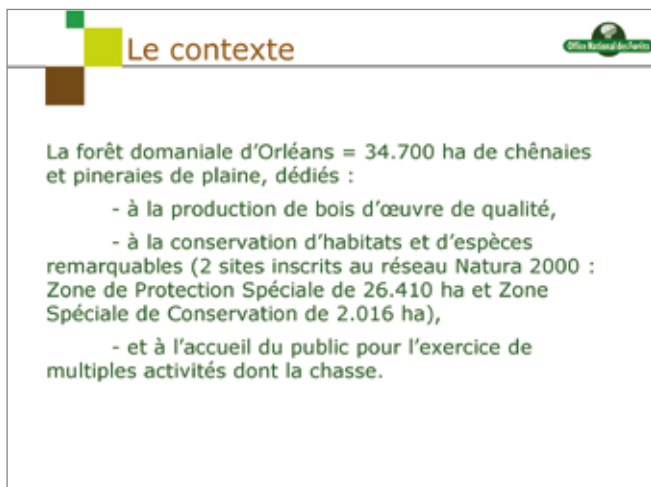 Le contexte
Office National des Forêts
La forêt domaniale d'Orléans = 34.700 ha de chênaies
et pineraies de plaine, dédiés :
- à la production de bois d'œuvre de qualité,
- à la conservation d'habitats et d'espèces
remarquables (2 sites inscrits au réseau Natura 2000 :
Zone de Protection Spéciale de 26.410 ha et Zone
Spéciale de Conservation de 2.016 ha),
- et à l'accueil du public pour l'exercice de
multiples activités dont la chasse.